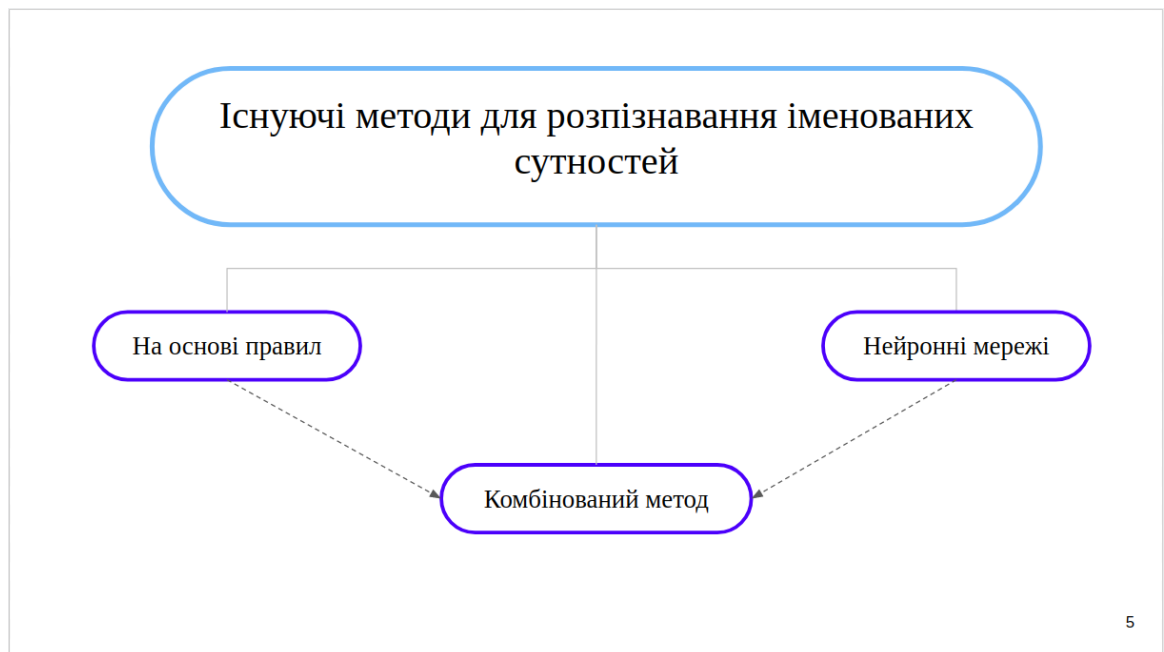 Існуючі методи для розпізнавання іменованих
сутностей
На основі правил
Нейронні мережі
Комбінований метод
5